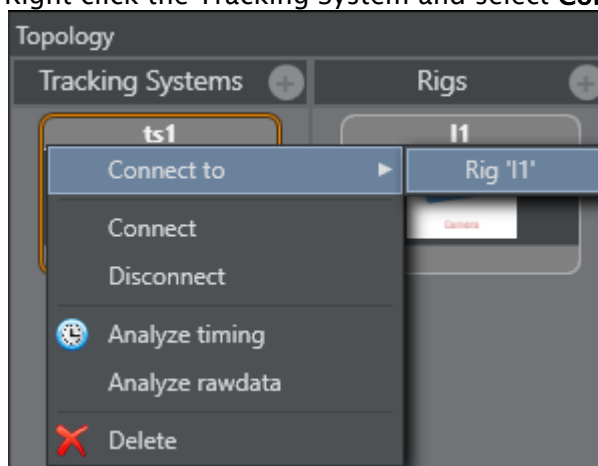 Right click the Tracking System and select
Topology
Tracking Systems
Rigs
ts1
l1
Connect to
Rig 'l1'
Camera
Connect
Disconnect
Analyze timing
Analyze rawdata
Delete